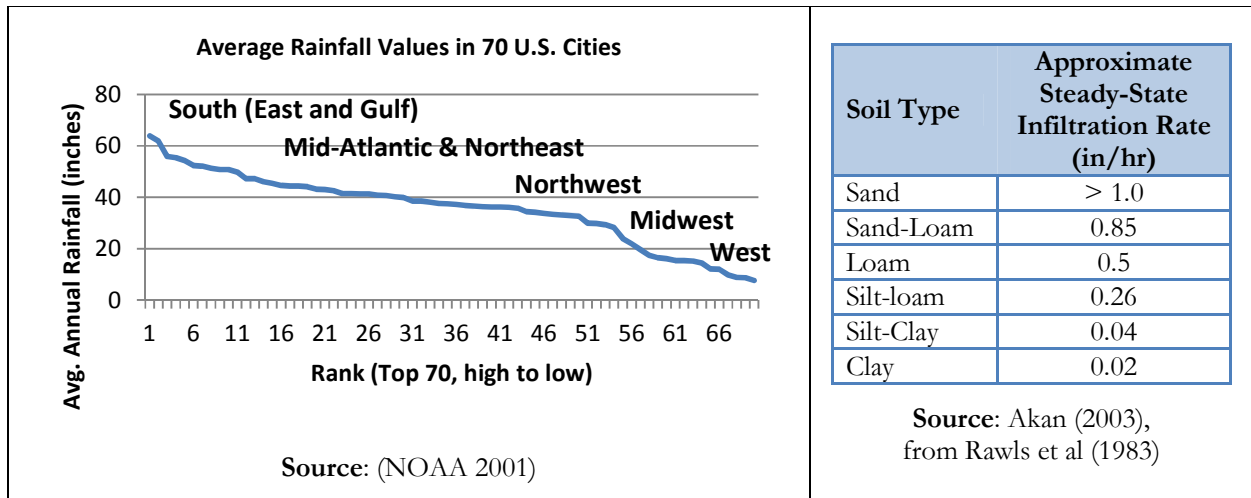 Average Rainfall Values in 70 U.S. Cities
Avg. Annual Rainfall (inches)
80
60
40
20
0
South (East and Gulf)
Mid-Atlantic & Northeast
Northwest
Midwest
West
1 6 11 16 21 26 31 36 41 46 51 56 61 66
Rank (Top 70, high to low)
Source: (NOAA 2001)
Soil Type
Approximate
Steady-State
Infiltration Rate
(in/hr)
Sand > 1.0
Sand-Loam 0.85
Loam 0.5
Silt-loam 0.26
Silt-Clay 0.04
Clay 0.02
Source: Akan (2003),
from Rawls et al (1983)